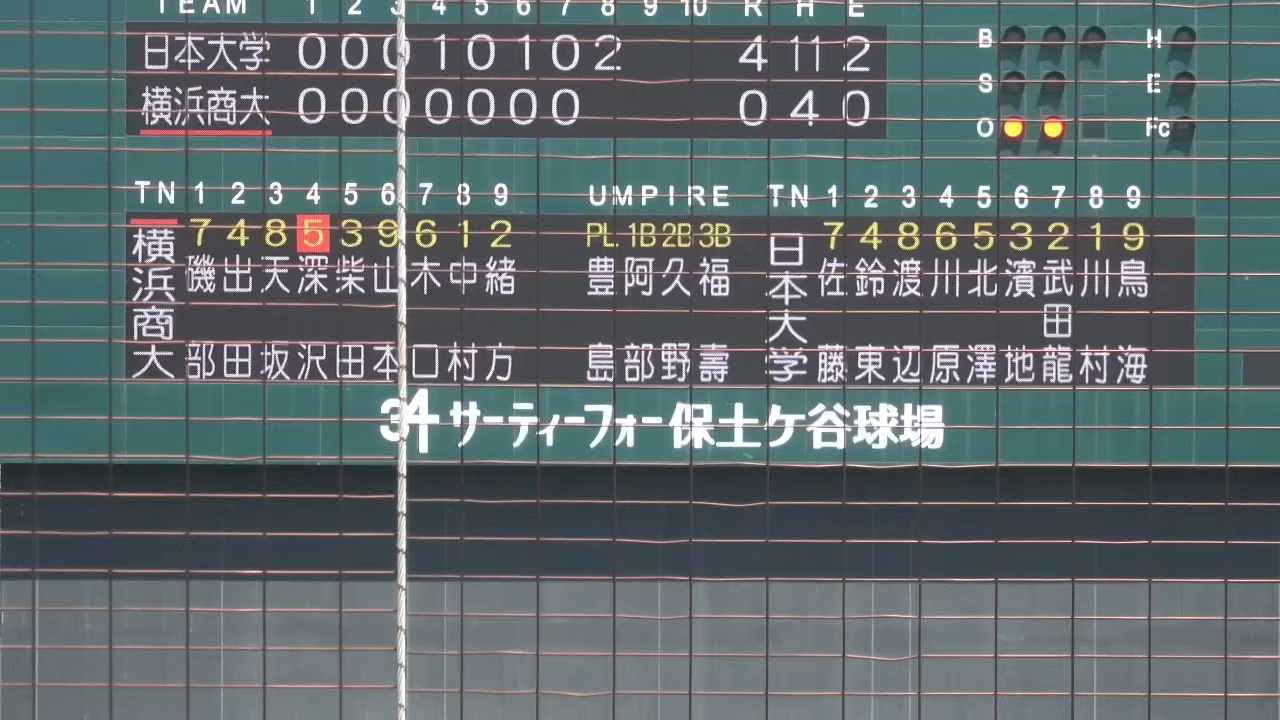 TEAM 1 2 3 4 5 6 7 8 9 10 R H E
日本大学 0 0 0 1 0 1 0 2 4 11 2
横浜商大 0 0 0 0 0 0 0 0 4 0
B H
S E
O Fc
TN 1 2 3 4 5 6 7 8 9
7 4 8 5 3 9 6 1 2
横浜商大 磯部 出田 天坂 深沢 柴田 山本 木口 中村 緒方
UMPIRE
PL. 1B 2B 3B
豊島 阿部 久野 福壽
TN 1 2 3 4 5 6 7 8 9
7 4 8 6 5 3 2 1 9
日本大学 佐藤 鈴東 渡辺 川原 北澤 濱地 武田龍 川村 鳥海
34 サーティーフォー保土ケ谷球場